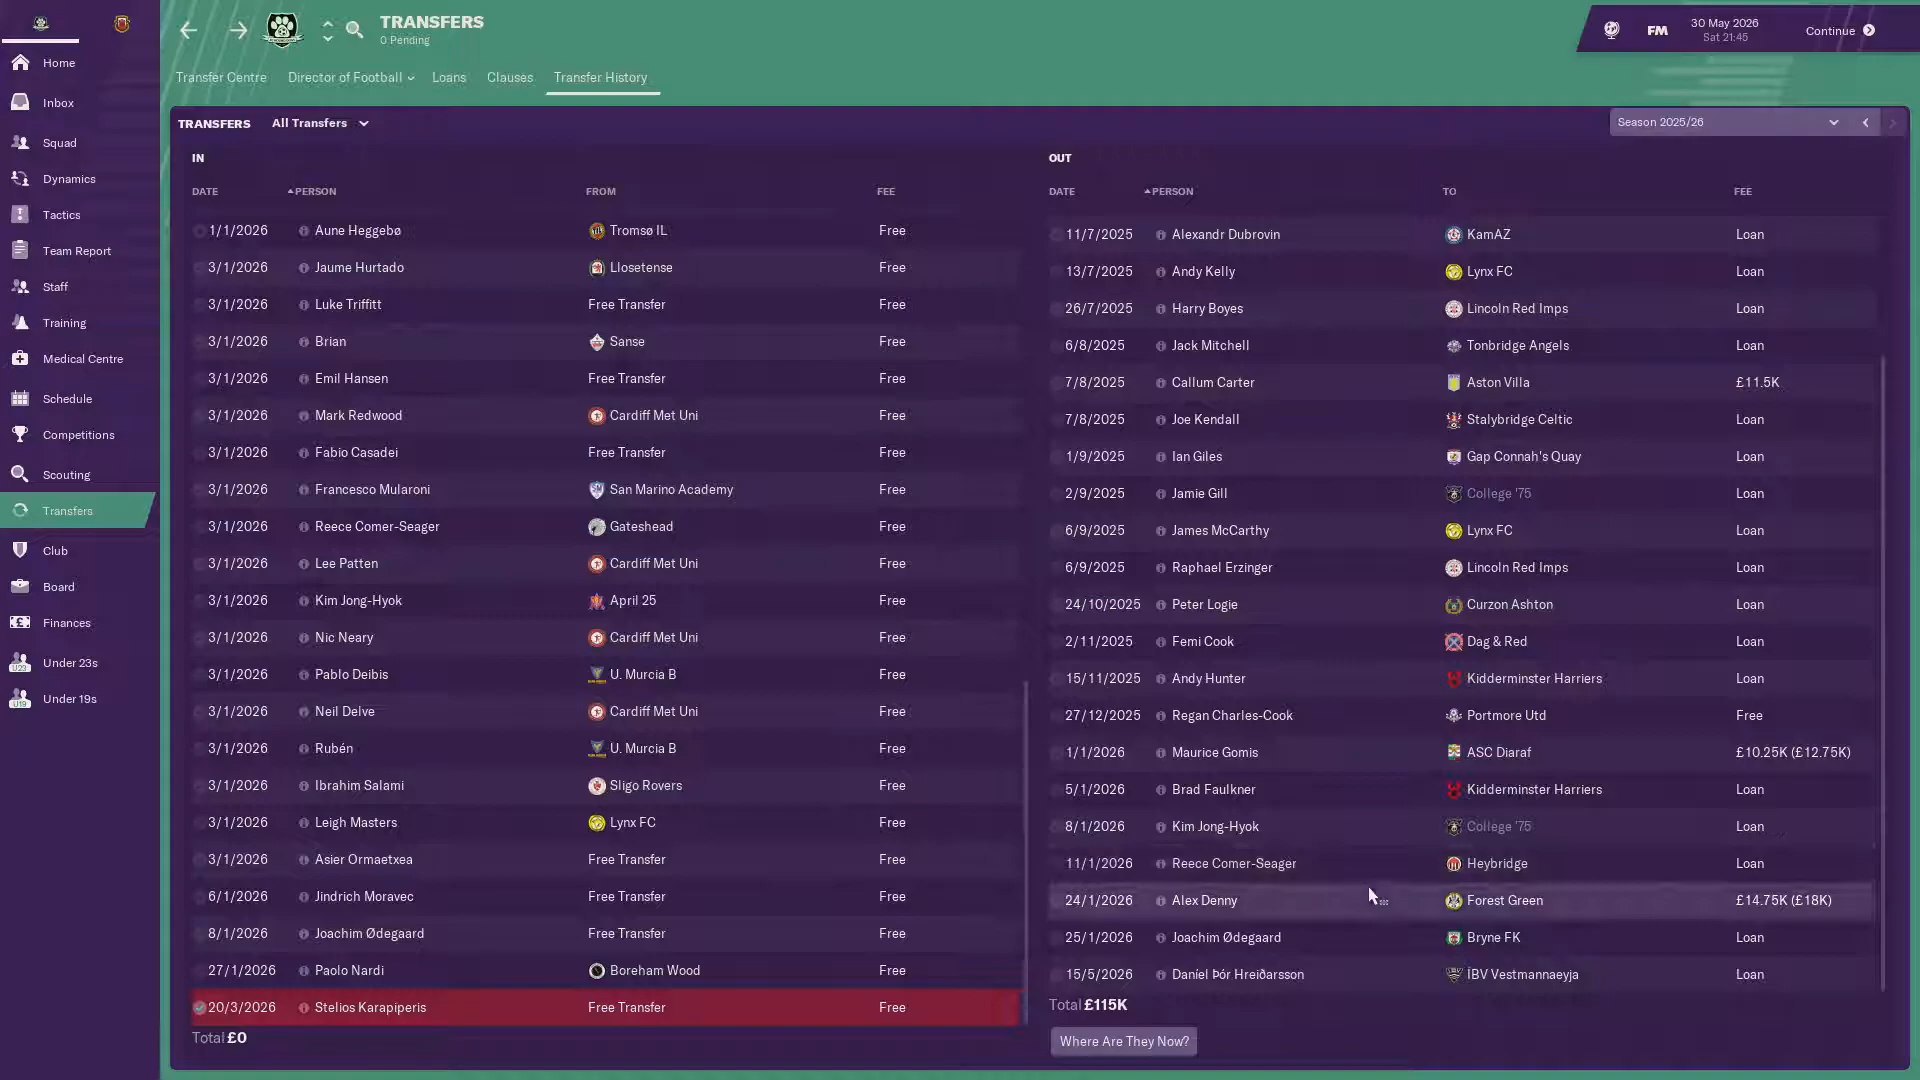 TRANSFERS
0 Pending
30 May 2026
Sat 21:45
FM
Continue
Home
Inbox
Squad
Dynamics
Tactics
Team Report
Staff
Training
Medical Centre
Schedule
Competitions
Scouting
Transfers
Club
Board
Finances
U23
Under 23s
U19
Under 19s
Transfer Centre Director of Football Loans Clauses Transfer History
TRANSFERS All Transfers Season 2025/26
IN
DATE PERSON FROM FEE
1/1/2026 Aune Heggebø Tromsø IL Free
3/1/2026 Jaume Hurtado Llosetense Free
3/1/2026 Luke Triffitt Free Transfer Free
3/1/2026 Brian Sanse Free
3/1/2026 Emil Hansen Free Transfer Free
3/1/2026 Mark Redwood Cardiff Met Uni Free
3/1/2026 Fabio Casadei Free Transfer Free
3/1/2026 Francesco Mularoni San Marino Academy Free
3/1/2026 Reece Comer-Seager Gateshead Free
3/1/2026 Lee Patten Cardiff Met Uni Free
3/1/2026 Kim Jong-Hyok April 25 Free
3/1/2026 Nic Neary Cardiff Met Uni Free
3/1/2026 Pablo Deibis U. Murcia B Free
3/1/2026 Neil Delve Cardiff Met Uni Free
3/1/2026 Rubén U. Murcia B Free
3/1/2026 Ibrahim Salami Sligo Rovers Free
3/1/2026 Leigh Masters Lynx FC Free
3/1/2026 Asier Ormaetxea Free Transfer Free
6/1/2026 Jindrich Moravec Free Transfer Free
8/1/2026 Joachim Ødegaard Free Transfer Free
27/1/2026 Paolo Nardi Boreham Wood Free
20/3/2026 Stelios Karapiperis Free Transfer Free
Total £0
OUT
DATE PERSON TO FEE
11/7/2025 Alexandr Dubrovin KamAZ Loan
13/7/2025 Andy Kelly Lynx FC Loan
26/7/2025 Harry Boyes Lincoln Red Imps Loan
6/8/2025 Jack Mitchell Tonbridge Angels Loan
7/8/2025 Callum Carter Aston Villa £11.5K
7/8/2025 Joe Kendall Stalybridge Celtic Loan
1/9/2025 Ian Giles Gap Connah's Quay Loan
2/9/2025 Jamie Gill College '75 Loan
6/9/2025 James McCarthy Lynx FC Loan
6/9/2025 Raphael Erzinger Lincoln Red Imps Loan
24/10/2025 Peter Logie Curzon Ashton Loan
2/11/2025 Femi Cook Dag & Red Loan
15/11/2025 Andy Hunter Kidderminster Harriers Loan
27/12/2025 Regan Charles-Cook Portmore Utd Free
1/1/2026 Maurice Gomis ASC Diaraf £10.25K (£12.75K)
5/1/2026 Brad Faulkner Kidderminster Harriers Loan
8/1/2026 Kim Jong-Hyok College '75 Loan
11/1/2026 Reece Comer-Seager Heybridge Loan
24/1/2026 Alex Denny Forest Green £14.75K (£18K)
25/1/2026 Joachim Ødegaard Bryne FK Loan
15/5/2026 Daníel Þór Hreiðarsson ÍBV Vestmannaeyja Loan
Total £115K
Where Are They Now?